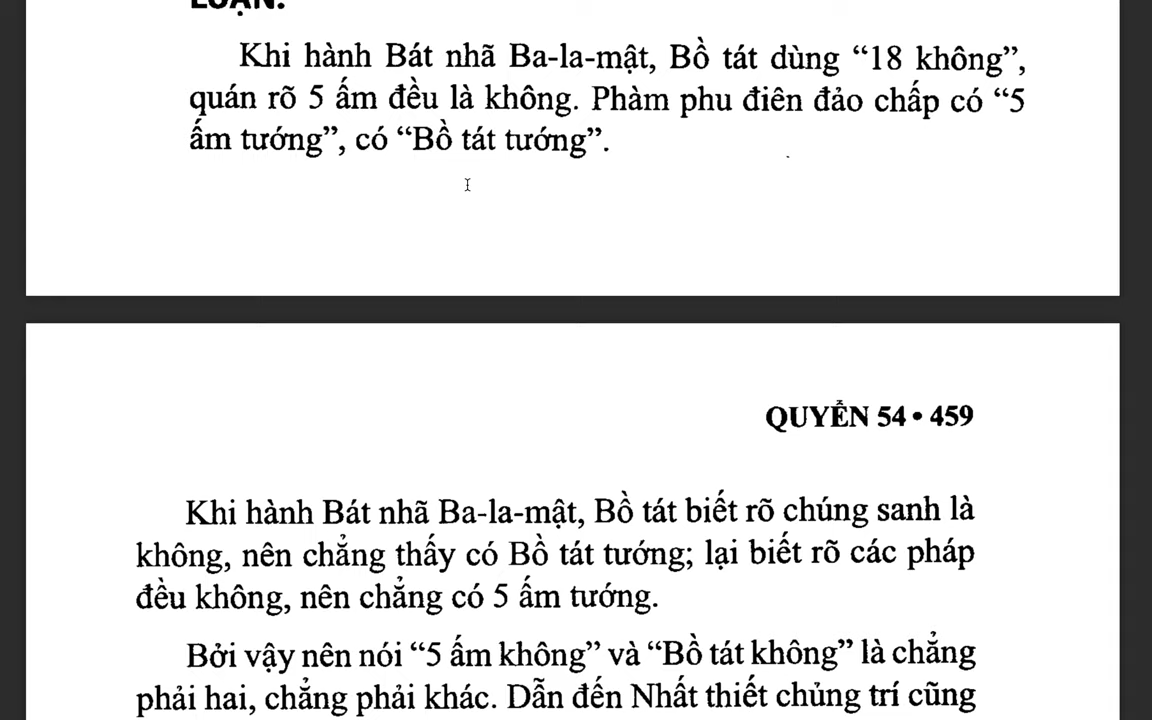 LUẬN:
Khi hành Bát nhã Ba-la-mật, Bồ tát dùng “18 không”,
quán rõ 5 ấm đều là không. Phàm phu điên đảo chấp có “5
ấm tướng”, có “Bồ tát tướng”.
QUYỂN 54 • 459
Khi hành Bát nhã Ba-la-mật, Bồ tát biết rõ chúng sanh là
không, nên chẳng thấy có Bồ tát tướng; lại biết rõ các pháp
đều không, nên chẳng có 5 ấm tướng.
Bởi vậy nên nói “5 ấm không” và “Bồ tát không” là chẳng
phải hai, chẳng phải khác. Dẫn đến Nhất thiết chủng trí cũng